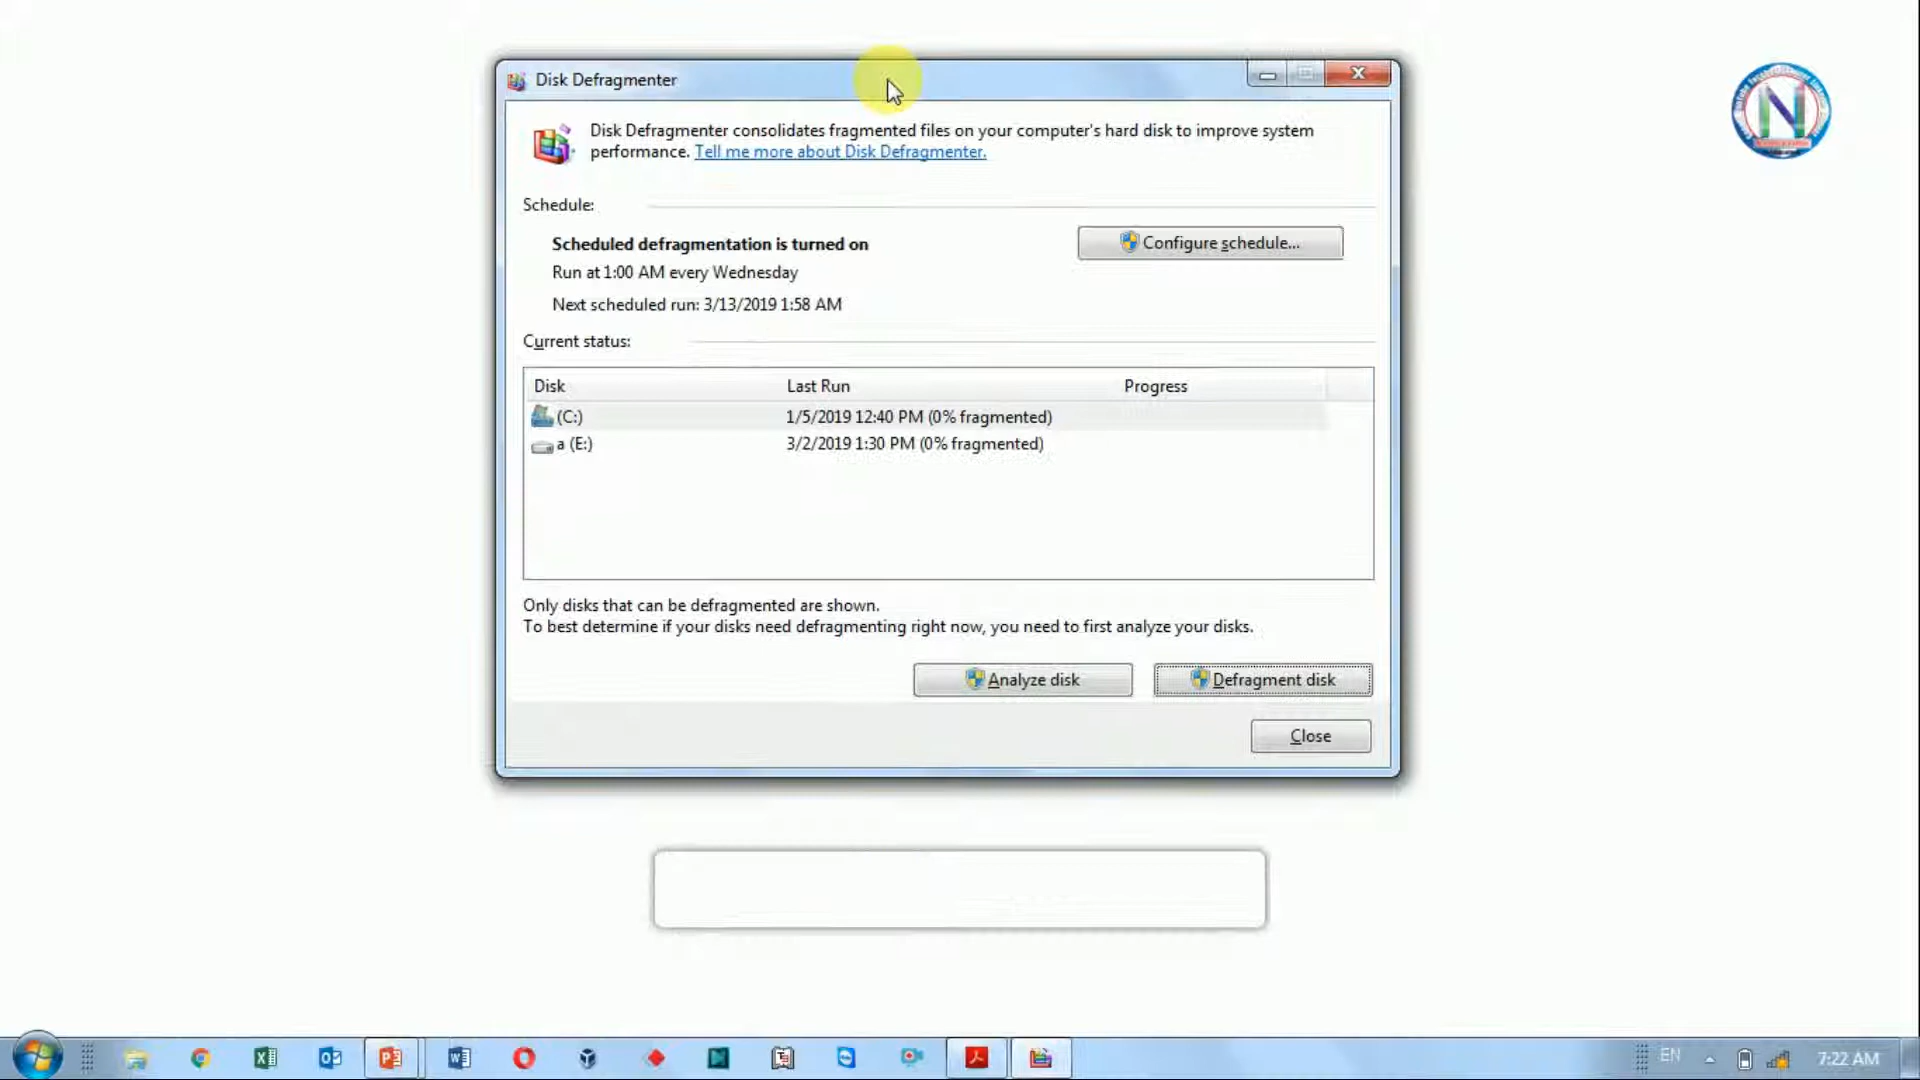 Disk Defragmenter
Disk Defragmenter consolidates fragmented files on your computer's hard disk to improve system
performance. Tell me more about Disk Defragmenter.
Schedule:
Scheduled defragmentation is turned on
Configure schedule...
Run at 1:00 AM every Wednesday
Next scheduled run: 3/13/2019 1:58 AM
Current status:
Disk Last Run Progress
(C:) 1/5/2019 12:40 PM (0% fragmented)
a (E:) 3/2/2019 1:30 PM (0% fragmented)
Only disks that can be defragmented are shown.
To best determine if your disks need defragmenting right now, you need to first analyze your disks.
Analyze disk Defragment disk
Close
N
EN 7:22 AM